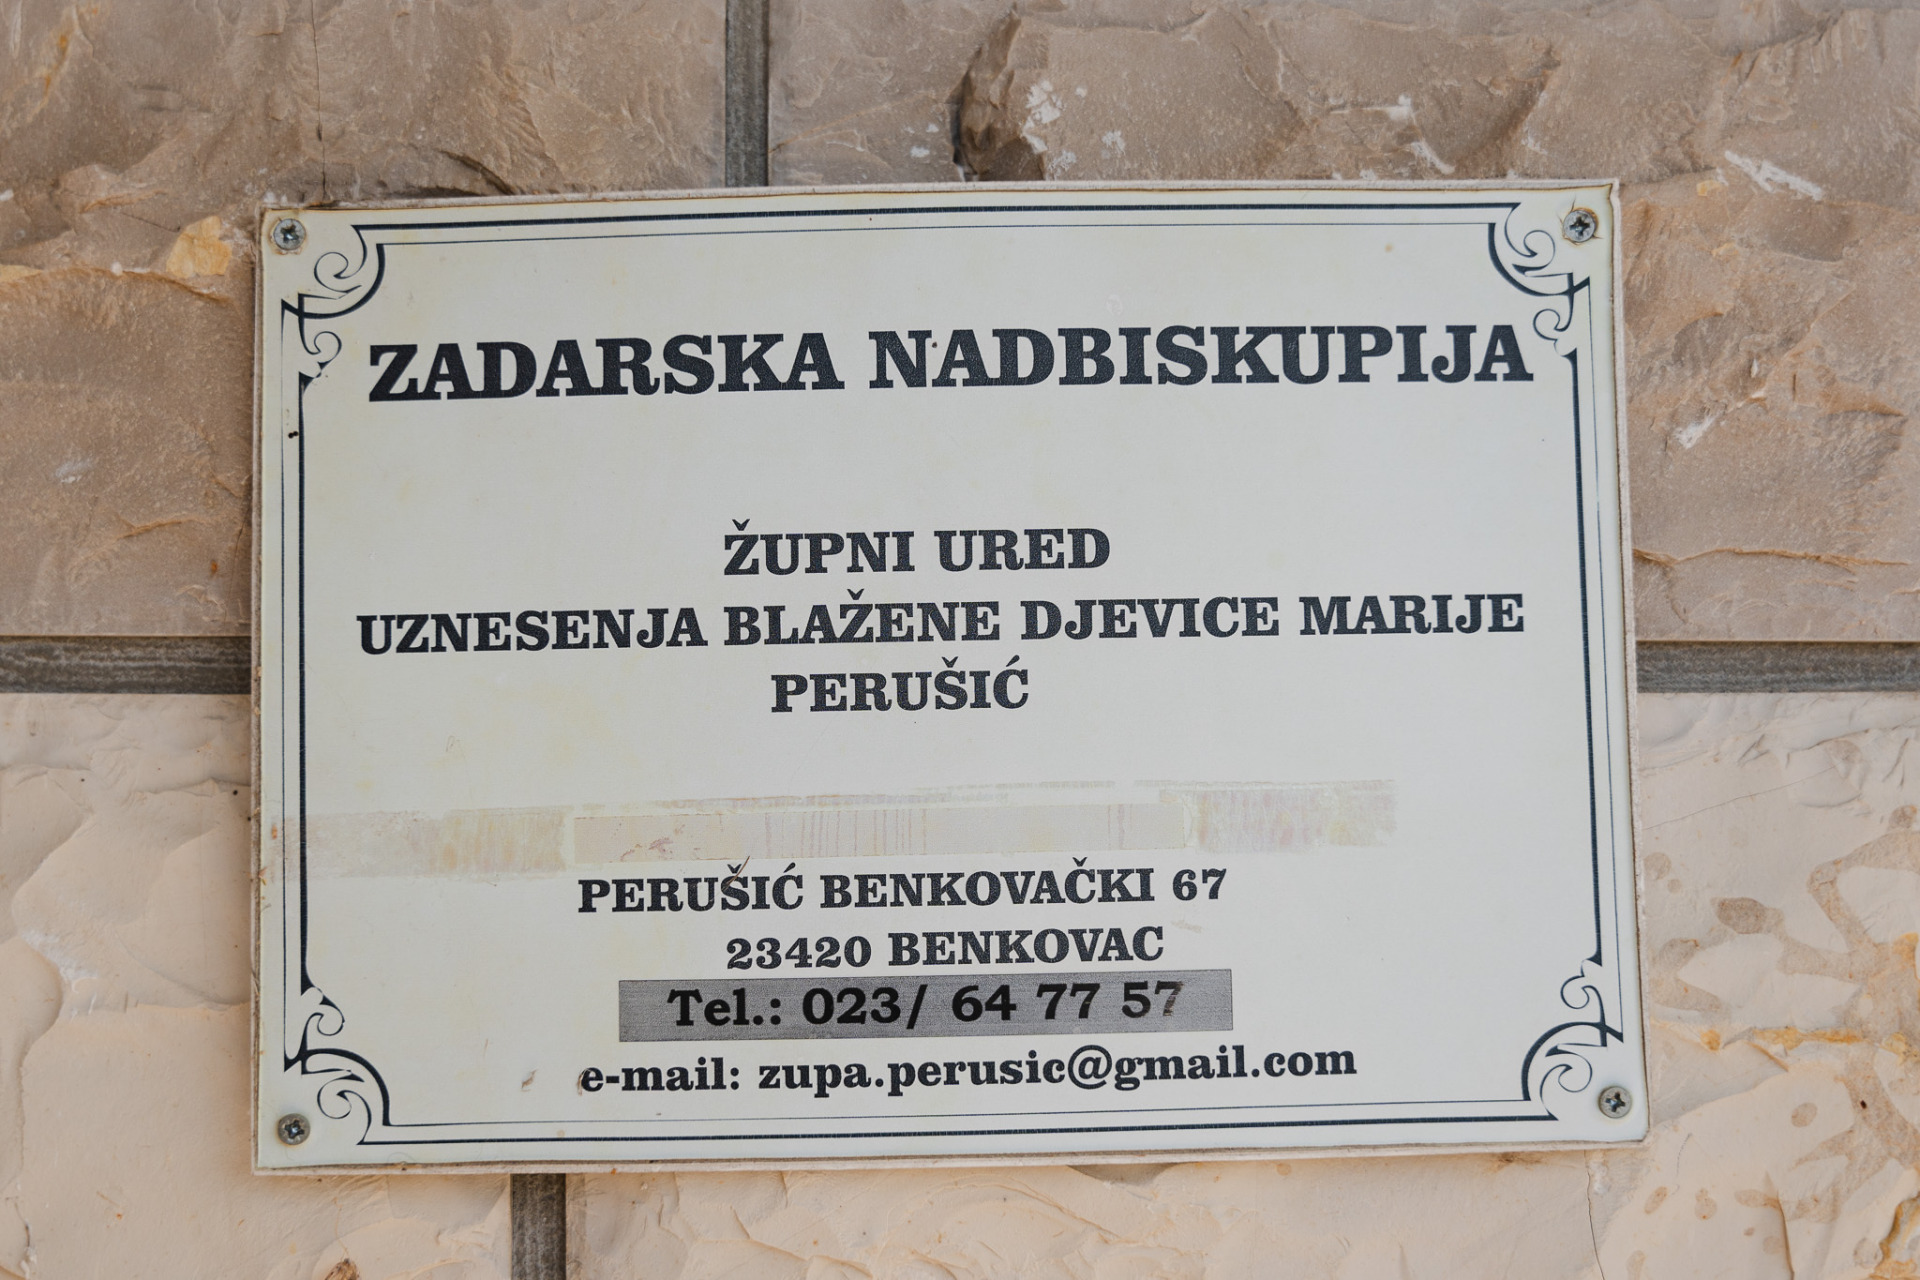 ZADARSKA NADBISKUPIJA
ŽUPNI URED
UZNESENJA BLAŽENE DJEVICE MARIJE
PERUŠIĆ
PERUŠIĆ BENKOVAČKI 67
23420 BENKOVAC
Tel.: 023/ 64 77 57
e-mail: zupa.perusic@gmail.com